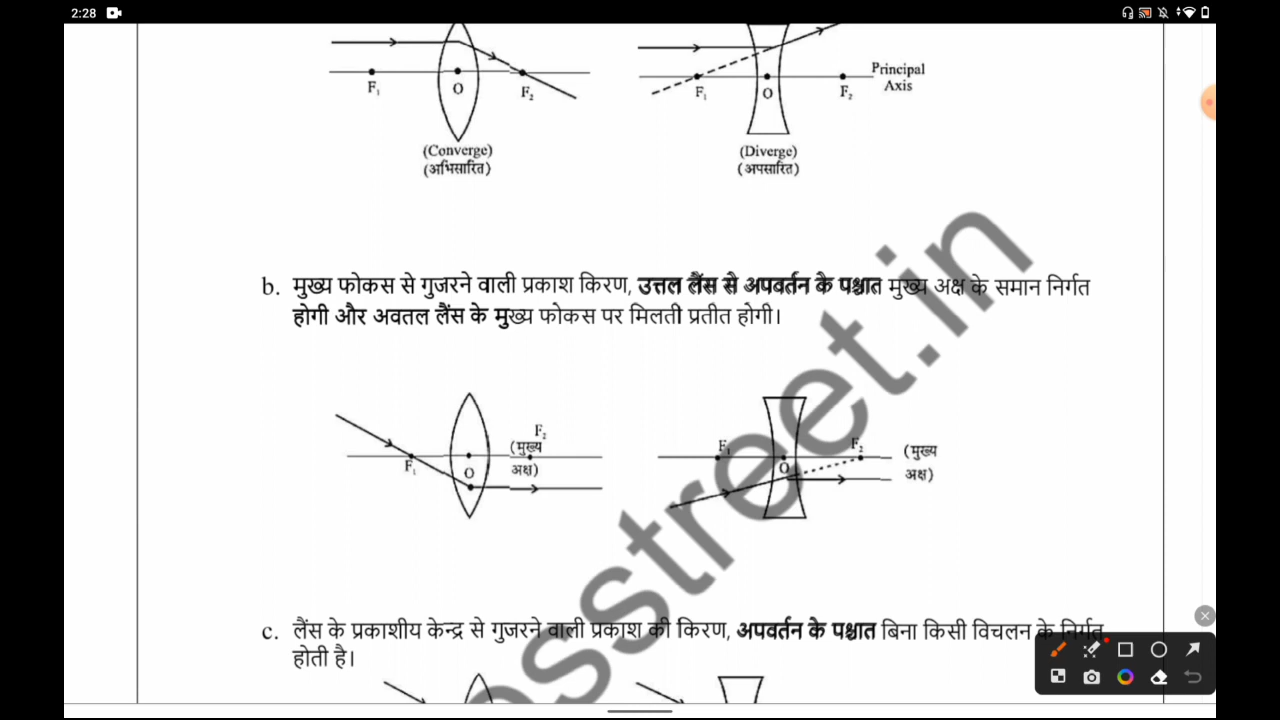 2:28
F₁ O F₂
F₁ O F₂
Principal
Axis
(Converge)
(अभिसारित)
(Diverge)
(अपसारित)
b. मुख्य फोकस से गुजरने वाली प्रकाश किरण, उत्तल लैंस से अपवर्तन के पश्चात मुख्य अक्ष के समान निर्गत
होगी और अवतल लैंस के मुख्य फोकस पर मिलती प्रतीत होगी।
F₁ O F₂
(मुख्य
अक्ष)
F₁ O F₂
(मुख्य
अक्ष)
c. लैंस के प्रकाशीय केन्द्र से गुजरने वाली प्रकाश की किरण, अपवर्तन के पश्चात बिना किसी विचलन के निर्गत
होती है।
sstreet.in